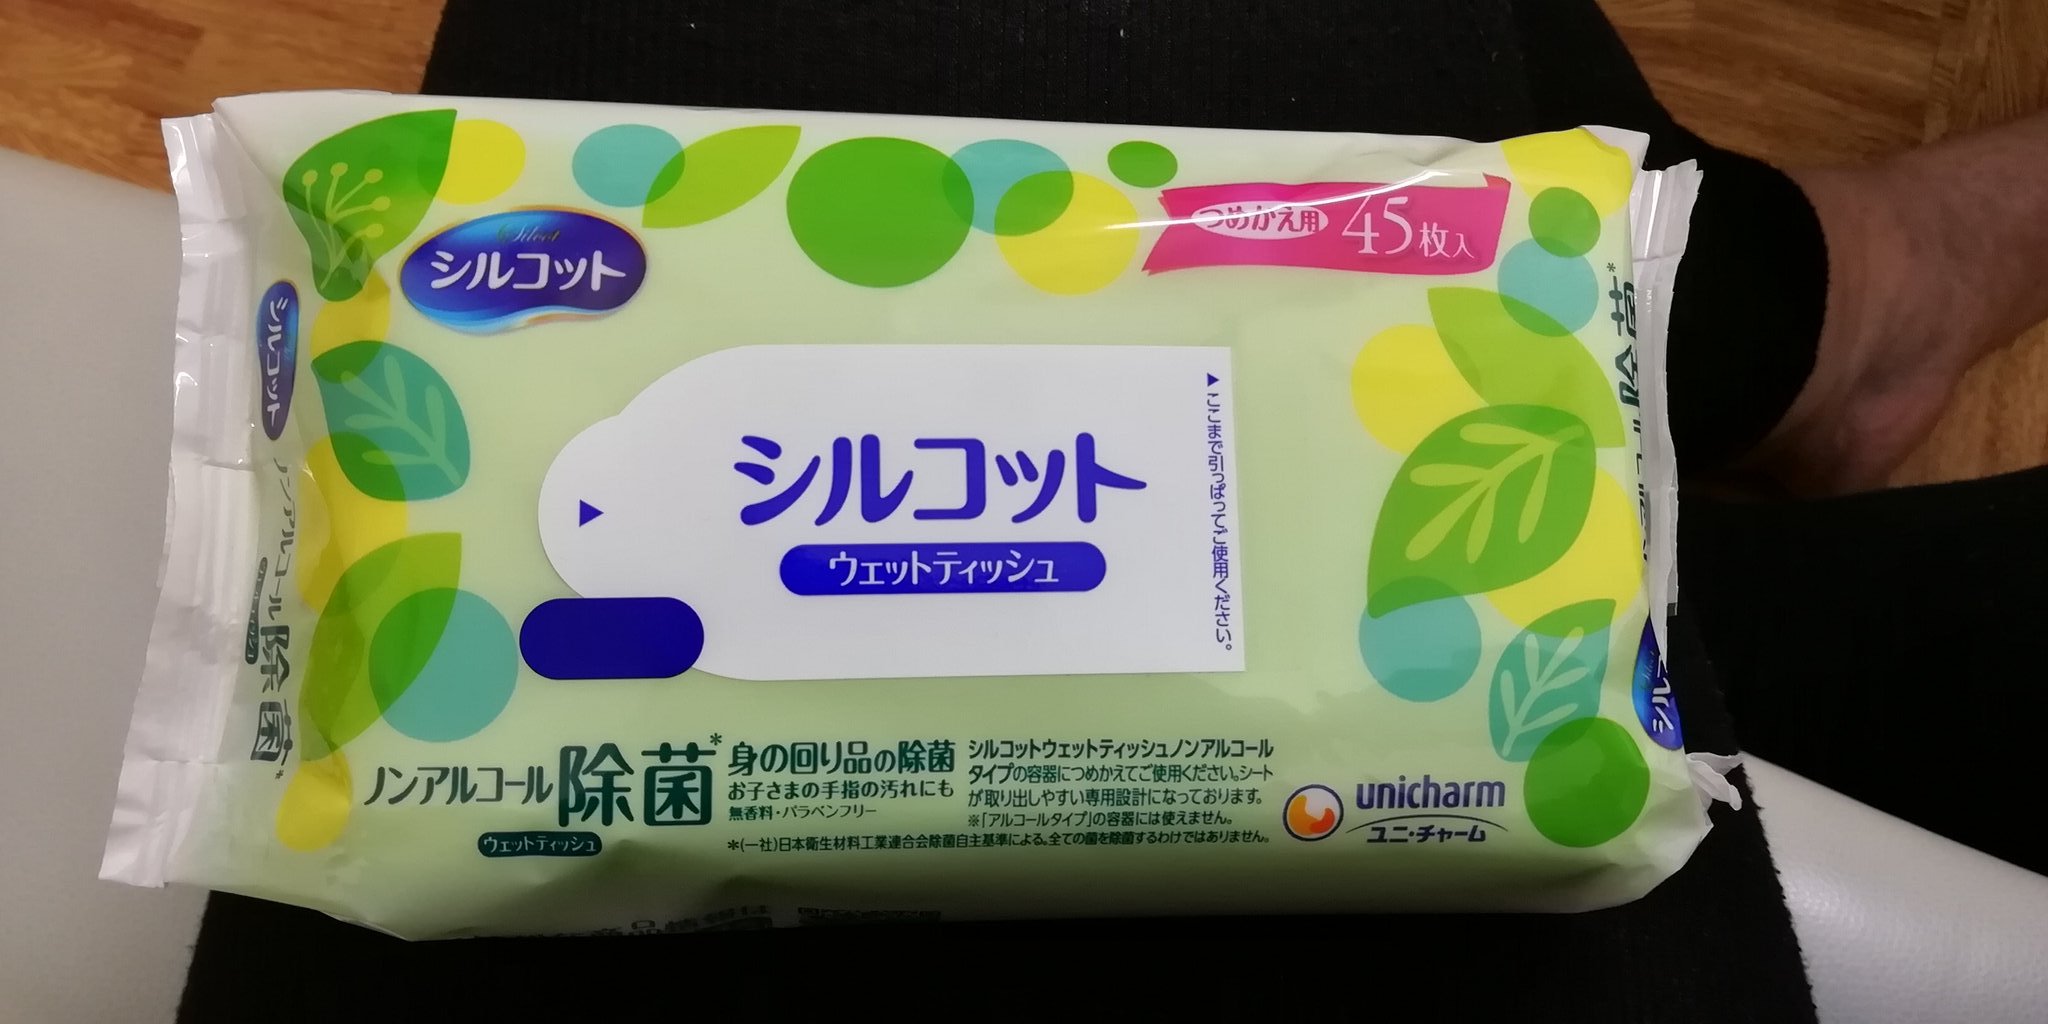 Silcot
シルコット
つめかえ用 45枚入
シルコット
ウェットティッシュ
▶ここまで引っぱってご使用ください。
ノンアルコール除菌*
ウェットティッシュ
身の回り品の除菌
お子さまの手指の汚れにも
無香料・パラベンフリー
シルコットウェットティッシュノンアルコール
タイプの容器につめかえてご使用ください。シート
が取り出しやすい専用設計になっております。
※「アルコールタイプ」の容器には使えません。
*(一社)日本衛生材料工業連合会除菌自主基準による。全ての菌を除菌するわけではありません。
unicharm
ユニ・チャーム
シルコット
ノンアルコール除菌*
ウェットティッシュ
シルコ